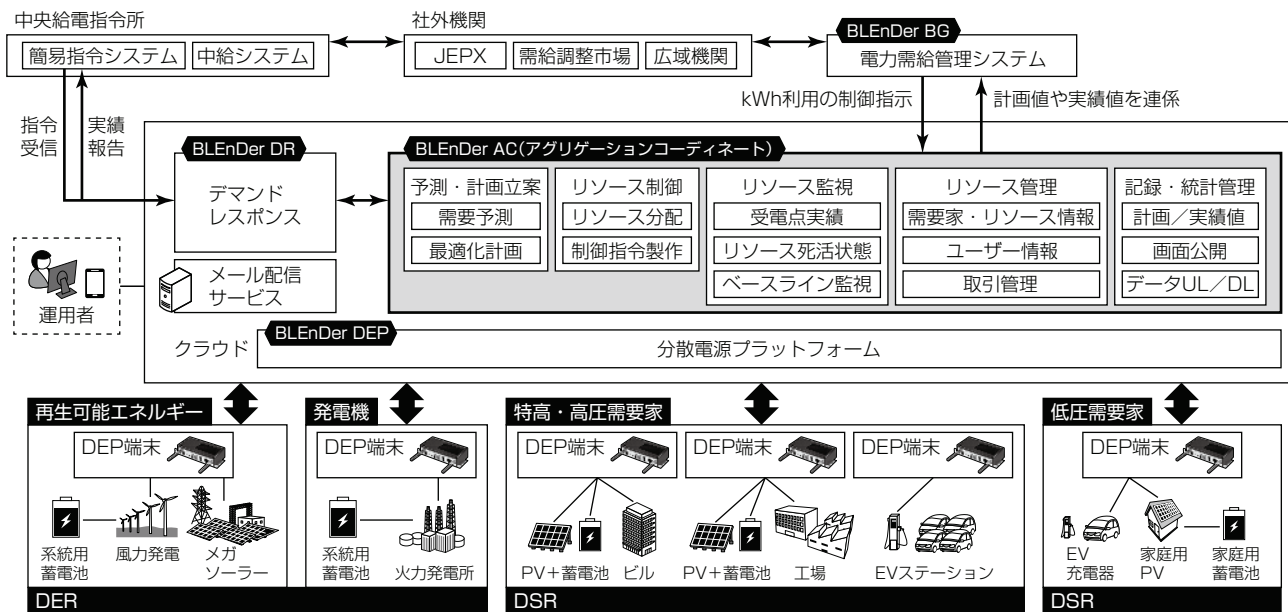 中央給電指令所
簡易指令システム
中給システム
社外機関
JEPX
需給調整市場
広域機関
BLEnDer BG
電力需給管理システム
kWh利用の制御指示
計画値や実績値を連係
指令
受信
実績
報告
BLEnDer DR
デマンド
レスポンス
メール配信
サービス
運用者
BLEnDer AC(アグリゲーションコーディネート)
予測・計画立案
需要予測
最適化計画
リソース制御
リソース分配
制御指令製作
リソース監視
受電点実績
リソース死活状態
ベースライン監視
リソース管理
需要家・リソース情報
ユーザー情報
取引管理
記録・統計管理
計画/実績値
画面公開
データUL/DL
クラウド
BLEnDer DEP
分散電源プラットフォーム
再生可能エネルギー
DEP端末
系統用
蓄電池
風力発電
メガ
ソーラー
発電機
DEP端末
系統用
蓄電池
火力発電所
DER
特高・高圧需要家
DEP端末
PV+蓄電池
ビル
DEP端末
PV+蓄電池
工場
DEP端末
EVステーション
DSR
低圧需要家
DEP端末
EV
充電器
家庭用
PV
家庭用
蓄電池
DSR